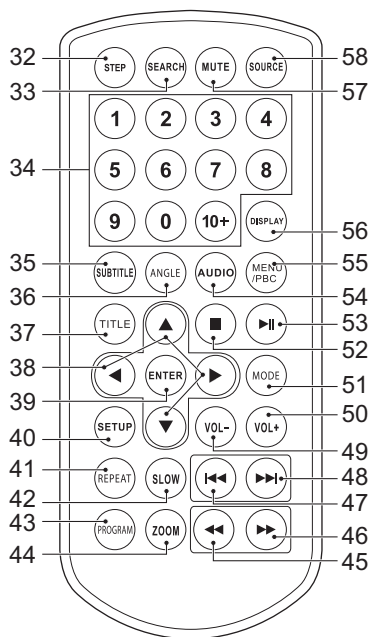 32 STEP SEARCH MUTE SOURCE 58
33 57
1 2 3 4
34 5 6 7 8
9 0 10+ DISPLAY 56
35 SUBTITLE ANGLE AUDIO MENU /PBC 55
36 54
37 TITLE 53
38 52
39 ENTER MODE 51
40 SETUP VOL- VOL+ 50
49
41 REPEAT SLOW 48
42 47
43 PROGRAM ZOOM 46
44 45